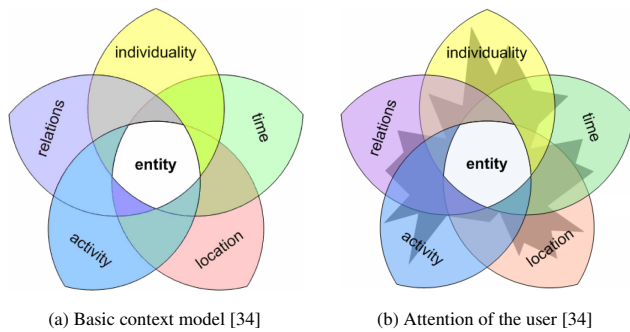 individuality
relations
time
entity
activity
location
(a) Basic context model [34]
individuality
relations
time
entity
activity
location
(b) Attention of the user [34]